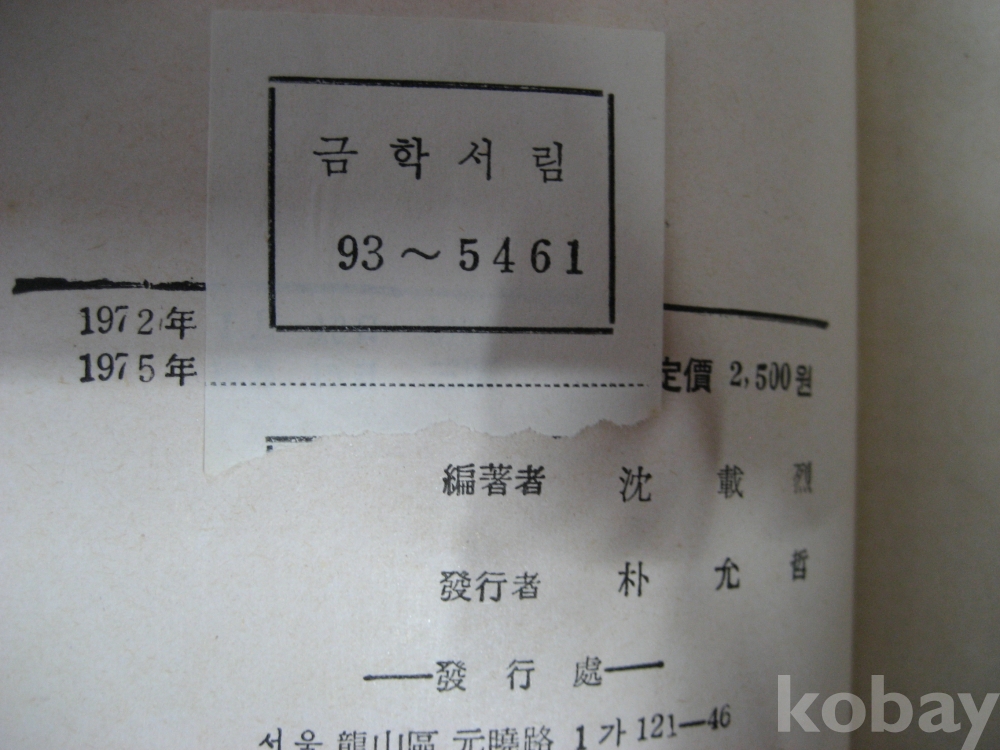 금학서림
93～5461
1972年
1975年
定價 2,500원
編著者 沈載烈
發行者 朴允哲
發行處
서울 龍山區 元曉路 1가 121—46
kobay